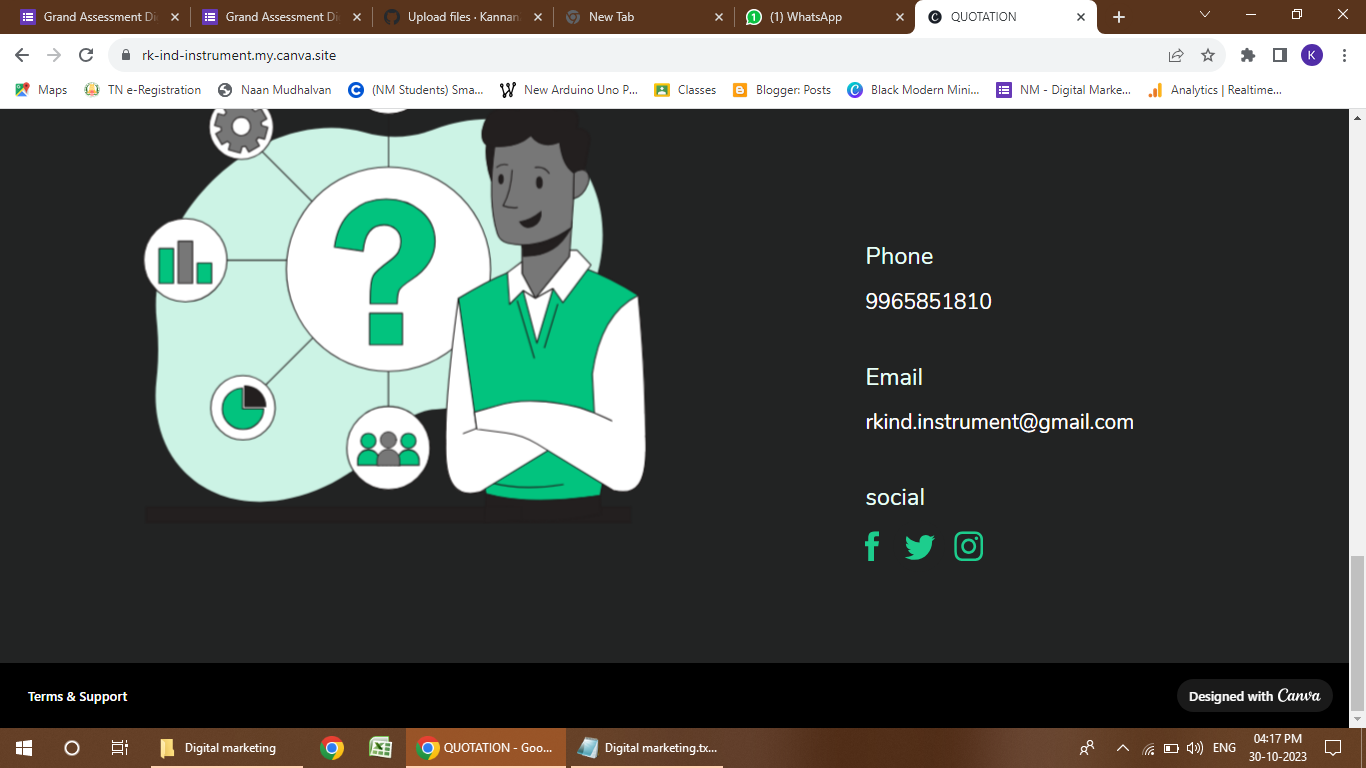 Grand Assessment Di
Grand Assessment Di
Upload files · Kannan
New Tab
(1) WhatsApp
QUOTATION
rk-ind-instrument.my.canva.site
K
Maps
TN e-Registration
Naan Mudhalvan
(NM Students) Sma...
New Arduino Uno P...
Classes
Blogger: Posts
Black Modern Mini...
NM - Digital Marke...
Analytics | Realtime...
?
Phone
9965851810
Email
rkind.instrument@gmail.com
social
Terms & Support
Designed with Canva
Digital marketing
QUOTATION - Goo...
Digital marketing.tx...
ENG
04:17 PM
30-10-2023